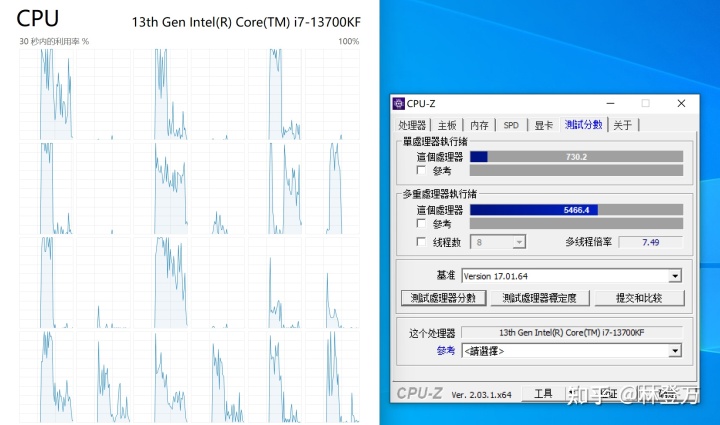 CPU
13th Gen Intel(R) Core(TM) i7-13700KF
30 秒内的利用率 %
100%
CPU-Z
处理器 主板 内存 SPD 显卡 測試分數 关于
單處理器執行緒
這個處理器 730.2
參考
多重處理器執行緒
這個處理器 5466.4
參考
线程数 8 多线程倍率 7.49
基准 Version 17.01.64
測試處理器分數 測試處理器穩定度 提交和比较
这个处理器 13th Gen Intel(R) Core(TM) i7-13700KF
參考 <請選擇>
CPU-Z Ver. 2.03.1.x64 工具
知乎 @林登万